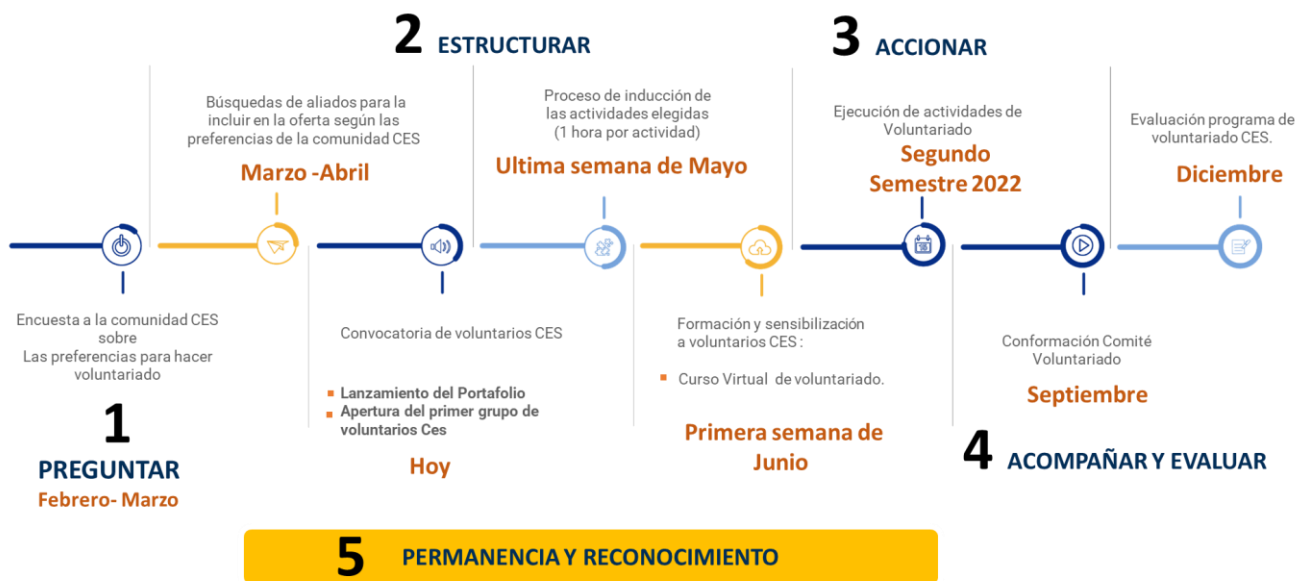 2 ESTRUCTURAR
3 ACCIONAR
Búsquedas de aliados para la
incluir en la oferta según las
preferencias de la comunidad CES
Marzo -Abril
Proceso de inducción de
las actividades elegidas
(1 hora por actividad)
Ultima semana de Mayo
Ejecución de actividades de
Voluntariado
Segundo
Semestre 2022
Evaluación programa de
voluntariado CES.
Diciembre
Encuesta a la comunidad CES
sobre
Las preferencias para hacer
voluntariado
1
PREGUNTAR
Febrero- Marzo
Convocatoria de voluntarios CES
▪ Lanzamiento del Portafolio
▪ Apertura del primer grupo de
voluntarios Ces
Hoy
Formación y sensibilización
a voluntarios CES :
▪ Curso Virtual de voluntariado.
Primera semana de
Junio
Conformación Comité
Voluntariado
Septiembre
4 ACOMPAÑAR Y EVALUAR
5 PERMANENCIA Y RECONOCIMIENTO